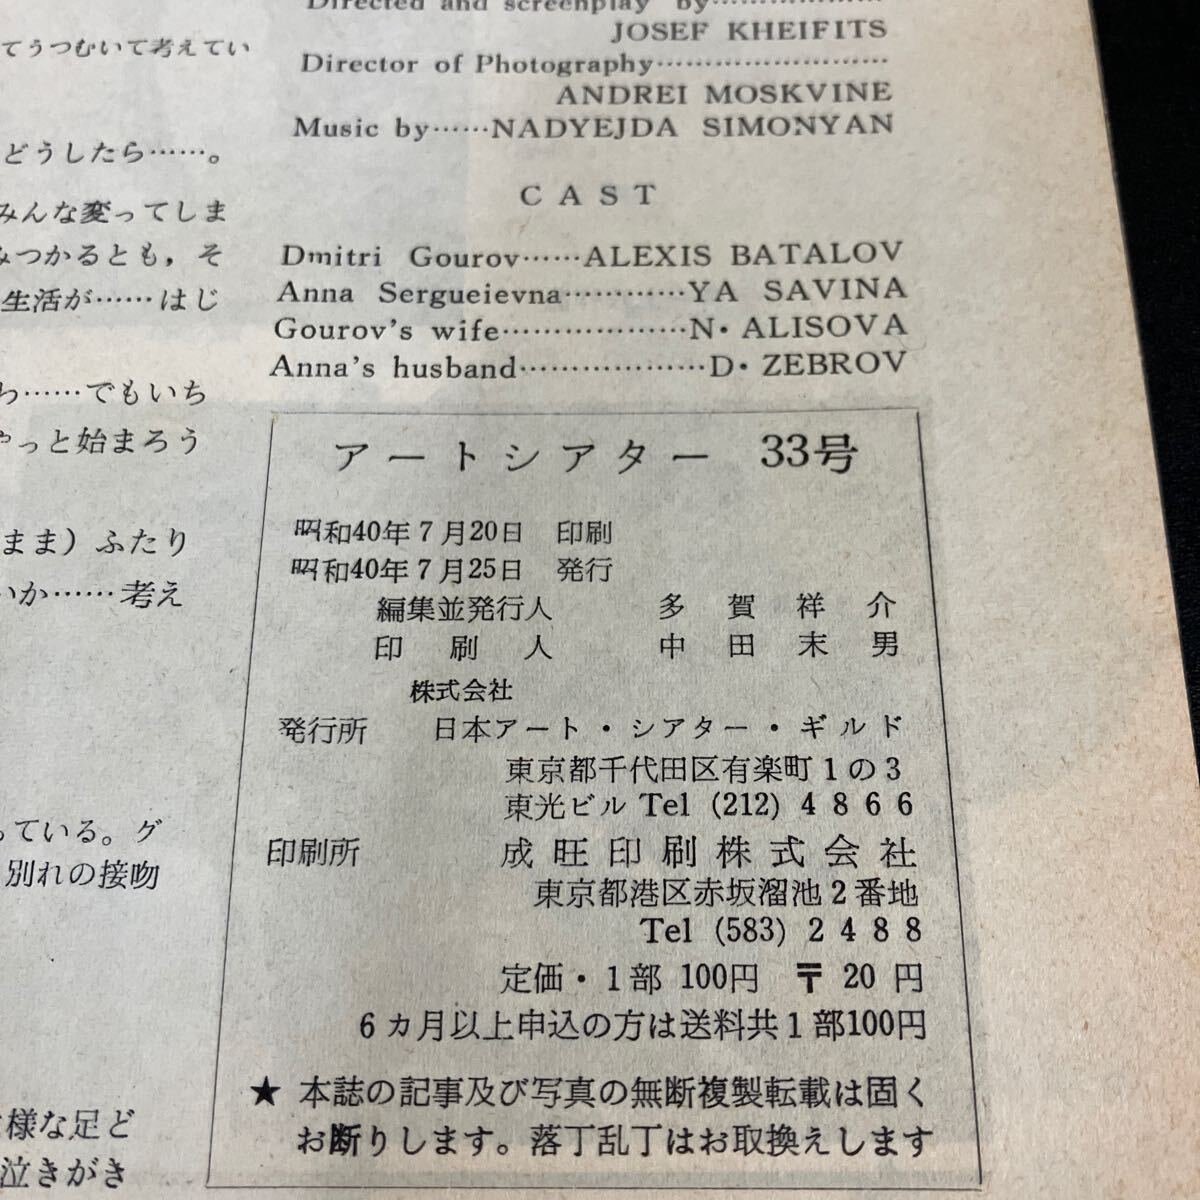 てうつむいて考えてい
どうしたら……。
みんな変ってしま
みつかるとも，そ
生活が……はじ
わ……でもいち
やっと始まろう
まま）ふたり
いか……考え
っている。グ
別れの接吻
様な足ど
泣きがき
Directed and screenplay by………………
JOSEF KHEIFITS
Director of Photography………………………
ANDREI MOSKVINE
Music by……NADYEJDA SIMONYAN
CAST
Dmitri Gourov……ALEXIS BATALOV
Anna Sergueievna…………YA SAVINA
Gourov's wife…………………N・ALISOVA
Anna's husband…………………D・ZEBROV
アートシアター 33号
昭和40年7月20日 印刷
昭和40年7月25日 発行
編集並発行人 多賀祥介
印刷人 中田末男
株式会社
発行所 日本アート・シアター・ギルド
東京都千代田区有楽町1の3
東光ビル Tel (212) 4866
印刷所 成旺印刷株式会社
東京都港区赤坂溜池2番地
Tel (583) 2488
定価・1部 100円 〒 20円
6カ月以上申込の方は送料共1部100円
★ 本誌の記事及び写真の無断複製転載は固く
お断りします。落丁乱丁はお取換えします